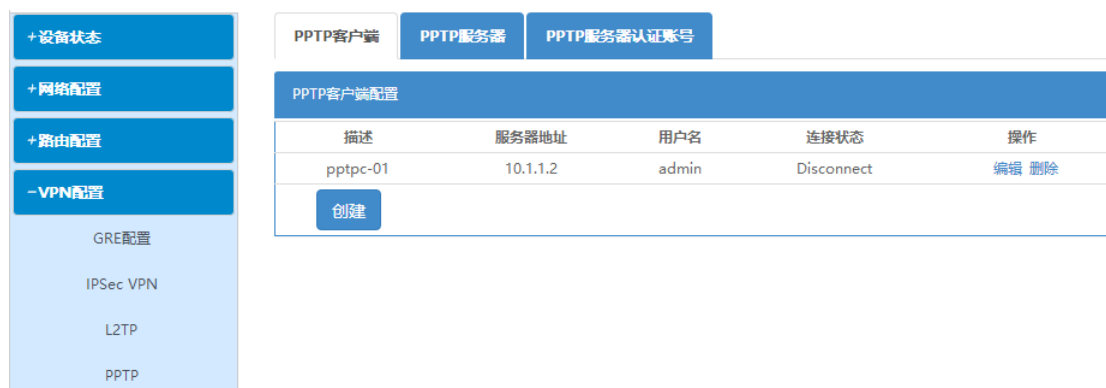 +设备状态
+网络配置
+路由配置
-VPN配置
GRE配置
IPSec VPN
L2TP
PPTP
PPTP客户端 PPTP服务器 PPTP服务器认证账号
PPTP客户端配置
描述 服务器地址 用户名 连接状态 操作
pptpc-01 10.1.1.2 admin Disconnect 编辑 删除
创建